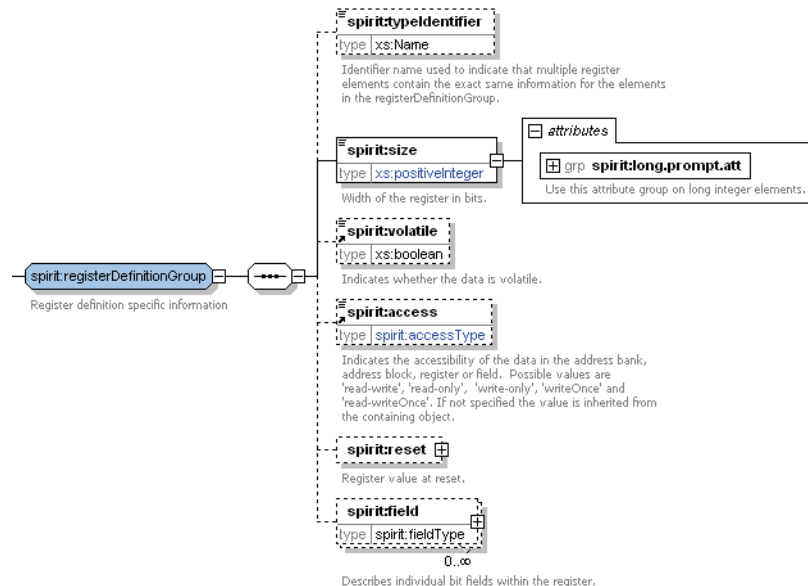 spirit:typeIdentifier
type xs:Name
Identifier name used to indicate that multiple register
elements contain the exact same information for the elements
in the registerDefinitionGroup.
attributes
spirit:size
type xs:positiveInteger
grp spirit:long.prompt.att
Width of the register in bits.
Use this attribute group on long integer elements.
spirit:volatile
type xs:boolean
spirit:registerDefinitionGroup
Indicates whether the data is volatile.
Register definition specific information
spirit:access
type spirit:accessType
Indicates the accessibility of the data in the address bank,
address block, register or field. Possible values are
'read-write', 'read-only', 'write-only', 'writeOnce' and
'read-writeOnce'. If not specified the value is inherited from
the containing object.
spirit:reset
Register value at reset.
spirit:field
type spirit:fieldType
0..∞
Describes individual bit fields within the register.